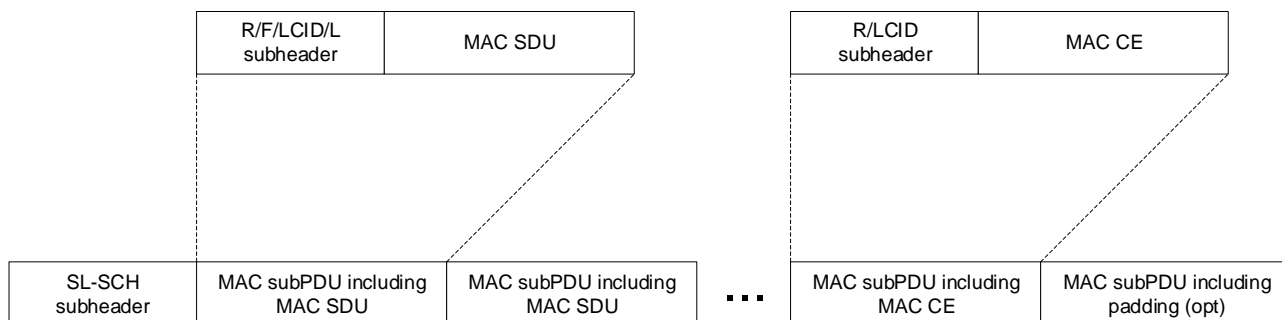 R/F/LCID/L
subheader
MAC SDU
R/LCID
subheader
MAC CE
SL-SCH
subheader
MAC subPDU including
MAC SDU
MAC subPDU including
MAC SDU
...
MAC subPDU including
MAC CE
MAC subPDU including
padding (opt)